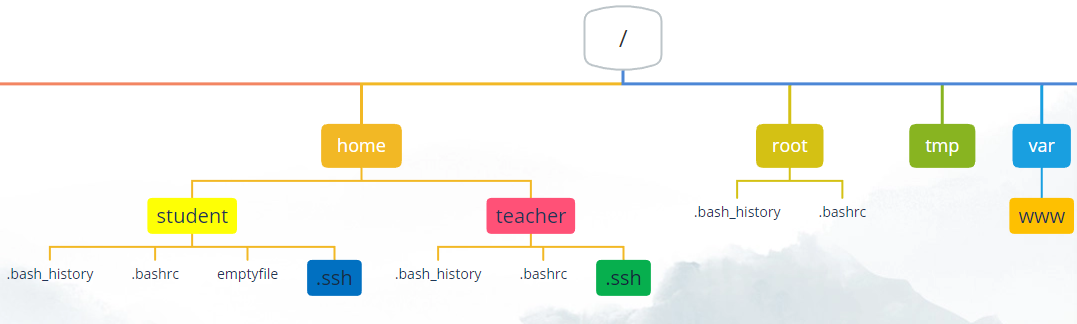 /
home
root
tmp
var
student
teacher
.bash_history
.bashrc
www
.bash_history
.bashrc
emptyfile
.ssh
.bash_history
.bashrc
.ssh